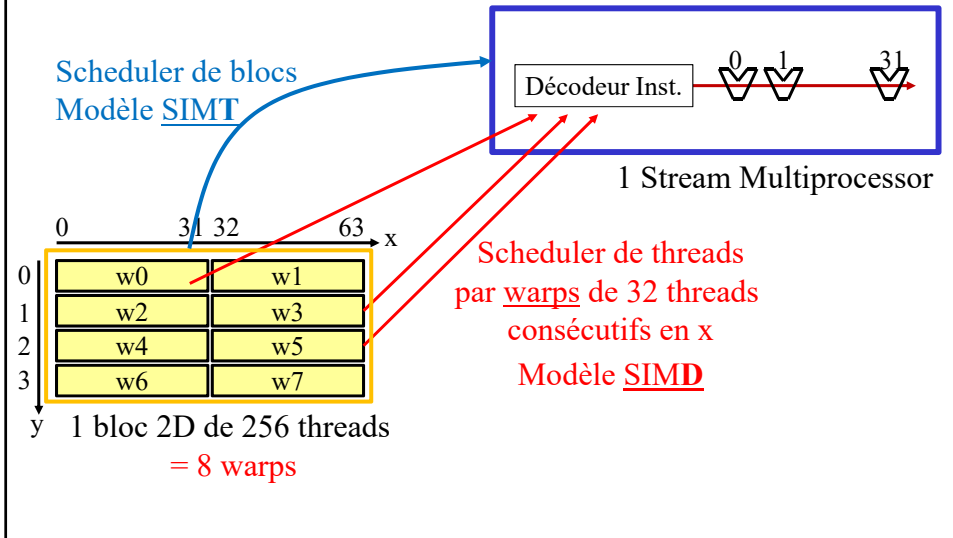 Scheduler de blocs
Modèle SIMT
0 1 31
Décodeur Inst.
1 Stream Multiprocessor
0 31 32 63 x
0 w0 w1
1 w2 w3
2 w4 w5
3 w6 w7
y
1 bloc 2D de 256 threads
= 8 warps
Scheduler de threads
par warps de 32 threads
consécutifs en x
Modèle SIMD